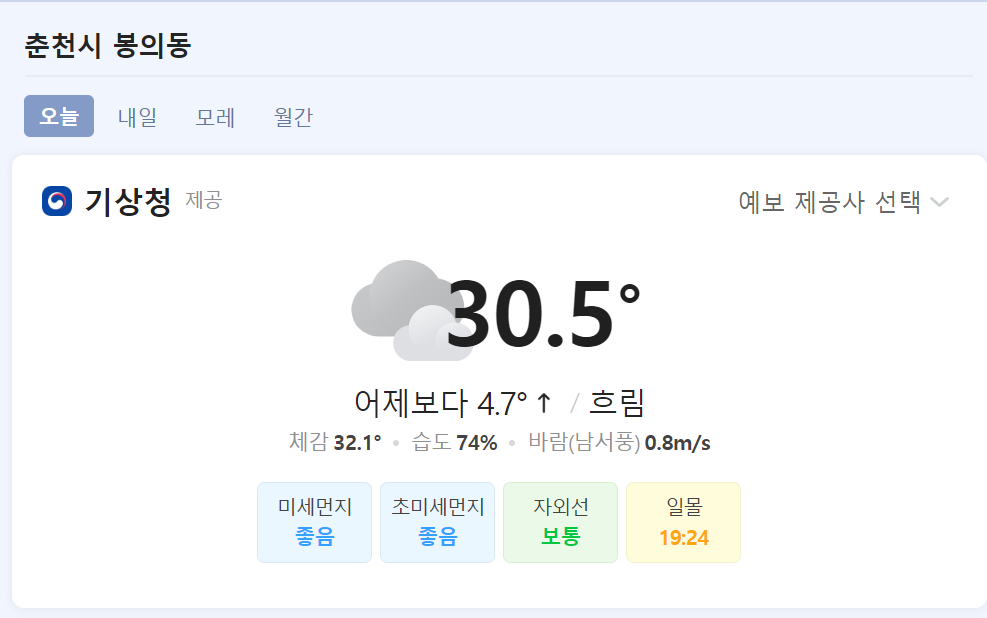 춘천시 봉의동
오늘 내일 모레 월간
기상청 제공 예보 제공사 선택
30.5°
어제보다 4.7° ↑ / 흐림
체감 32.1° • 습도 74% • 바람(남서풍) 0.8m/s
미세먼지 초미세먼지 자외선 일몰
좋음 좋음 보통 19:24